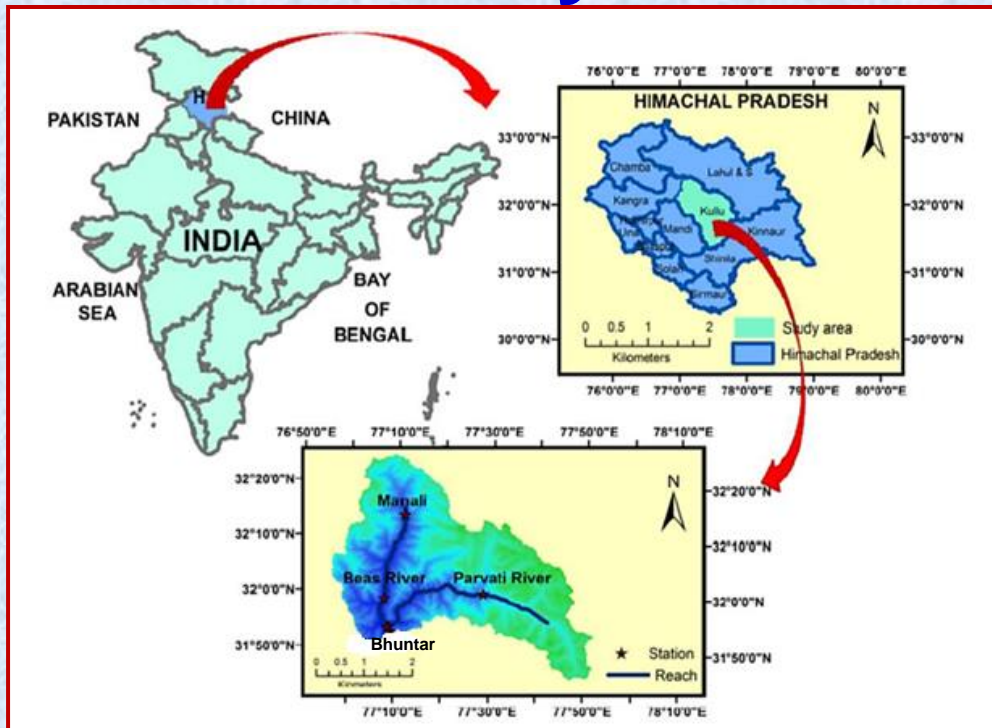 H
PAKISTAN
CHINA
INDIA
ARABIAN
SEA
BAY
OF
BENGAL
76°0'0"E 77°0'0"E 78°0'0"E 79°0'0"E 80°0'0"E
HIMACHAL PRADESH
N
33°0'0"N
33°0'0"N
32°0'0"N
32°0'0"N
31°0'0"N
31°0'0"N
30°0'0"N
30°0'0"N
Chamba
Lahul & S
Kangra
Kullu
Una
Mandi
Kinnaur
Shimla
Solan
Sirmaur
0 0.5 1 2
Kilometers
Study area
Himachal Pradesh
76°0'0"E 77°0'0"E 78°0'0"E 79°0'0"E 80°0'0"E
76°50'0"E 77°10'0"E 77°30'0"E 77°50'0"E 78°10'0"E
32°20'0"N
32°20'0"N
32°10'0"N
32°10'0"N
32°0'0"N
32°0'0"N
31°50'0"N
31°50'0"N
N
Manali
Beas River
Parvati River
Bhuntar
0 0.5 1 2
Kilometers
Station
Reach
77°10'0"E 77°30'0"E 77°50'0"E 78°10'0"E